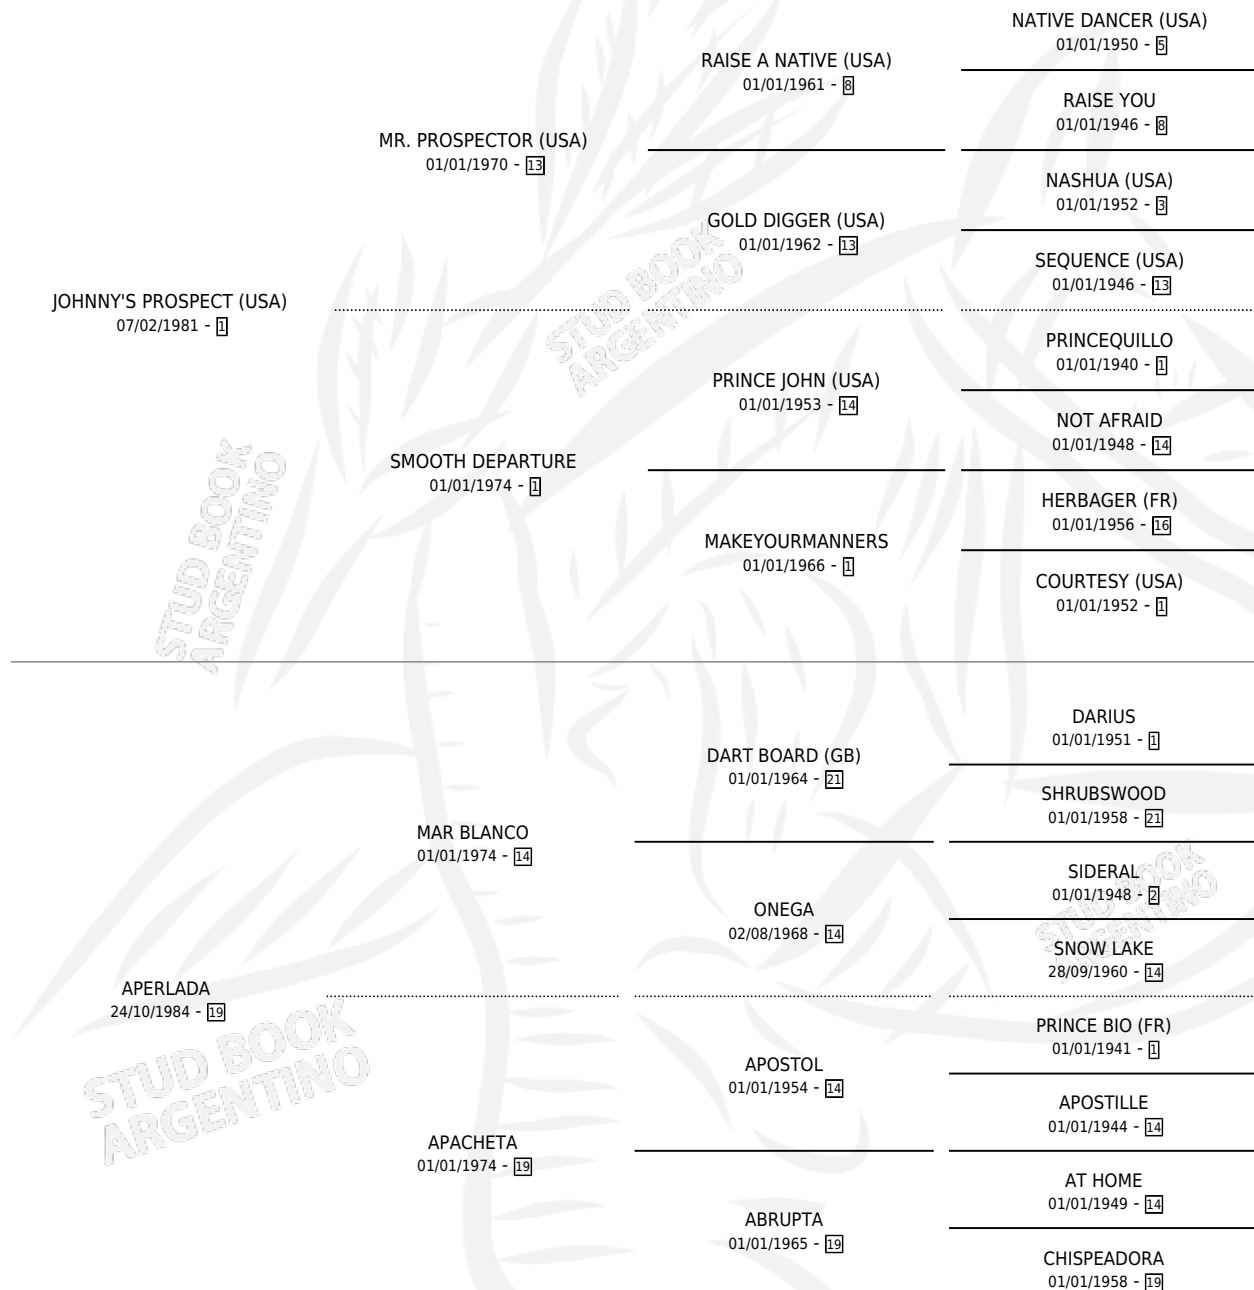 NATIVE DANCER (USA)
01/01/1950 - 5
RAISE A NATIVE (USA)
01/01/1961 - 8
RAISE YOU
01/01/1946 - 8
MR. PROSPECTOR (USA)
01/01/1970 - 13
NASHUA (USA)
01/01/1952 - 3
GOLD DIGGER (USA)
01/01/1962 - 13
SEQUENCE (USA)
01/01/1946 - 13
STUD BOOK
ARGENTINO
JOHNNY'S PROSPECT (USA)
07/02/1981 - 1
PRINCEQUILLO
01/01/1940 - 1
PRINCE JOHN (USA)
01/01/1953 - 14
NOT AFRAID
01/01/1948 - 14
SMOOTH DEPARTURE
01/01/1974 - 1
HERBAGER (FR)
01/01/1956 - 16
MAKEYOURMANNERS
01/01/1966 - 1
COURTESY (USA)
01/01/1952 - 1
STUD BOOK
ARGENTINO
DARIUS
01/01/1951 - 1
DART BOARD (GB)
01/01/1964 - 21
SHRUBSWOOD
01/01/1958 - 21
MAR BLANCO
01/01/1974 - 14
SIDERAL
01/01/1948 - 2
ONEGA
02/08/1968 - 14
SNOW LAKE
28/09/1960 - 14
STUD BOOK
ARGENTINO
APERLADA
24/10/1984 - 19
PRINCE BIO (FR)
01/01/1941 - 1
APOSTOL
01/01/1954 - 14
APOSTILLE
01/01/1944 - 14
STUD BOOK
ARGENTINO
APACHETA
01/01/1974 - 19
AT HOME
01/01/1949 - 14
ABRUPTA
01/01/1965 - 19
CHISPEADORA
01/01/1958 - 19